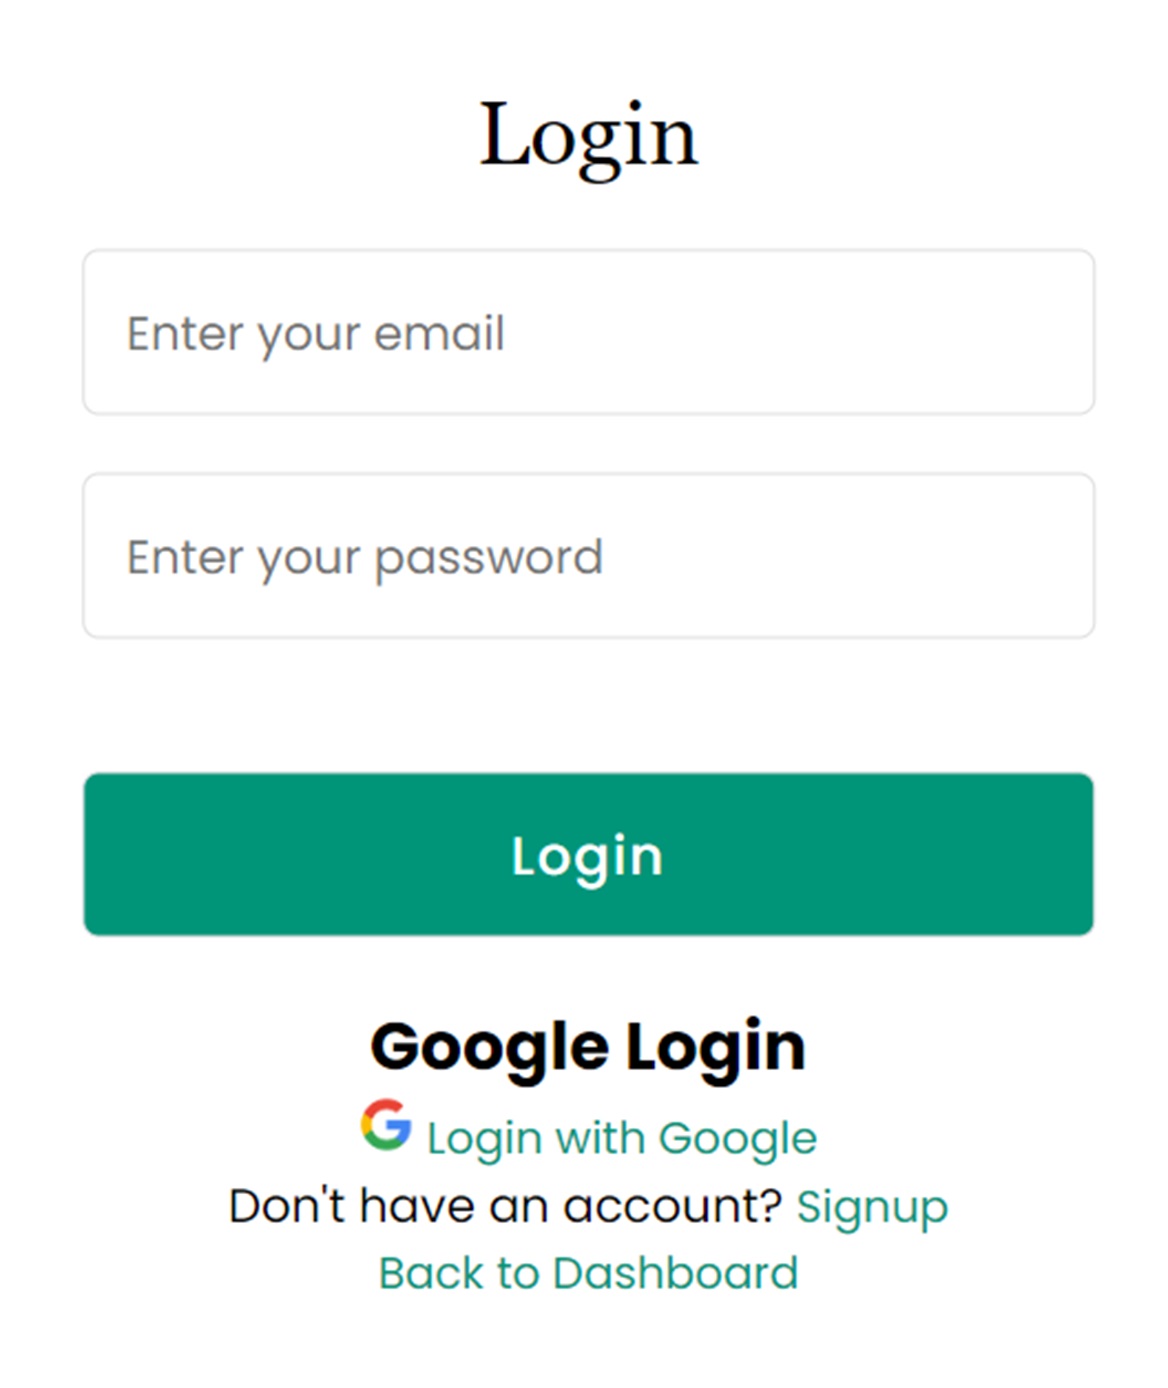 Login
Enter your email
Enter your password
Login
Google Login
Login with Google
Don't have an account? Signup
Back to Dashboard